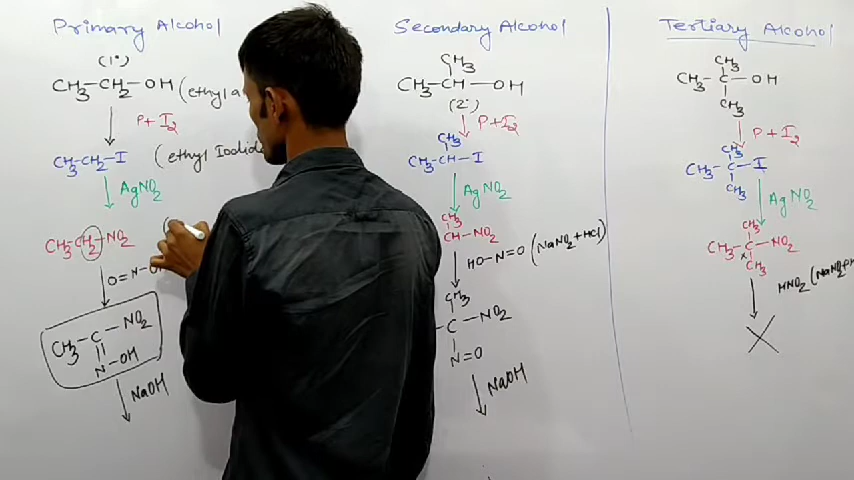 Primary Alcohol
(1°)
CH3-CH2-OH (ethyl
P+I2
CH3-CH2-I (ethyl Iodide
AgNO2
CH3CH2-NO2
O=N-OH
CH3-C-NO2
||
N-OH
NaOH
Secondary Alcohol
CH3
CH3-CH-OH
(2°)
P+I2
CH3
CH3-CH-I
AgNO2
CH3
CH-NO2
HO-N=O (NaNO2+HCl)
CH3
-C-NO2
N=O
NaOH
Tertiary Alcohol
CH3
CH3-C-OH
CH3
P+I2
CH3
CH3-C-I
CH3
AgNO2
CH3
CH3-C-NO2
x
CH3
HNO2 (NaNO2+H